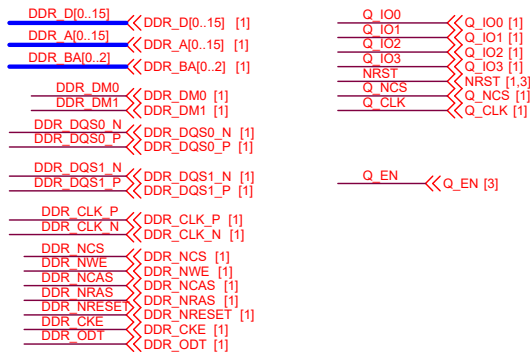 DDR_D[0..15] DDR_D[0..15] [1]
DDR_A[0..15] DDR_A[0..15] [1]
DDR_BA[0..2] DDR_BA[0..2] [1]
DDR_DM0 DDR_DM0 [1]
DDR_DM1 DDR_DM1 [1]
DDR_DQS0_N DDR_DQS0_N [1]
DDR_DQS0_P DDR_DQS0_P [1]
DDR_DQS1_N DDR_DQS1_N [1]
DDR_DQS1_P DDR_DQS1_P [1]
DDR_CLK_P DDR_CLK_P [1]
DDR_CLK_N DDR_CLK_N [1]
DDR_NCS DDR_NCS [1]
DDR_NWE DDR_NWE [1]
DDR_NCAS DDR_NCAS [1]
DDR_NRAS DDR_NRAS [1]
DDR_NRESET DDR_NRESET [1]
DDR_CKE DDR_CKE [1]
DDR_ODT DDR_ODT [1]
Q_IO0 Q_IO0 [1]
Q_IO1 Q_IO1 [1]
Q_IO2 Q_IO2 [1]
Q_IO3 Q_IO3 [1]
NRST NRST [1,3]
Q_NCS Q_NCS [1]
Q_CLK Q_CLK [1]
Q_EN Q_EN [3]